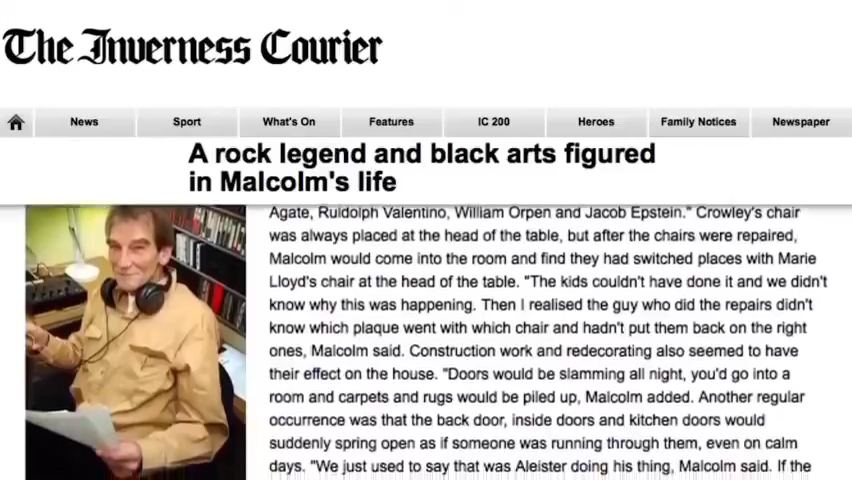 The Inverness Courier
News Sport What's On Features IC 200 Heroes Family Notices Newspaper
A rock legend and black arts figured
in Malcolm's life
Agate, Ruldolph Valentino, William Orpen and Jacob Epstein." Crowley's chair
was always placed at the head of the table, but after the chairs were repaired,
Malcolm would come into the room and find they had switched places with Marie
Lloyd's chair at the head of the table. "The kids couldn't have done it and we didn't
know why this was happening. Then I realised the guy who did the repairs didn't
know which plaque went with which chair and hadn't put them back on the right
ones, Malcolm said. Construction work and redecorating also seemed to have
their effect on the house. "Doors would be slamming all night, you'd go into a
room and carpets and rugs would be piled up, Malcolm added. Another regular
occurrence was that the back door, inside doors and kitchen doors would
suddenly spring open as if someone was running through them, even on calm
days. "We just used to say that was Aleister doing his thing, Malcolm said. If the